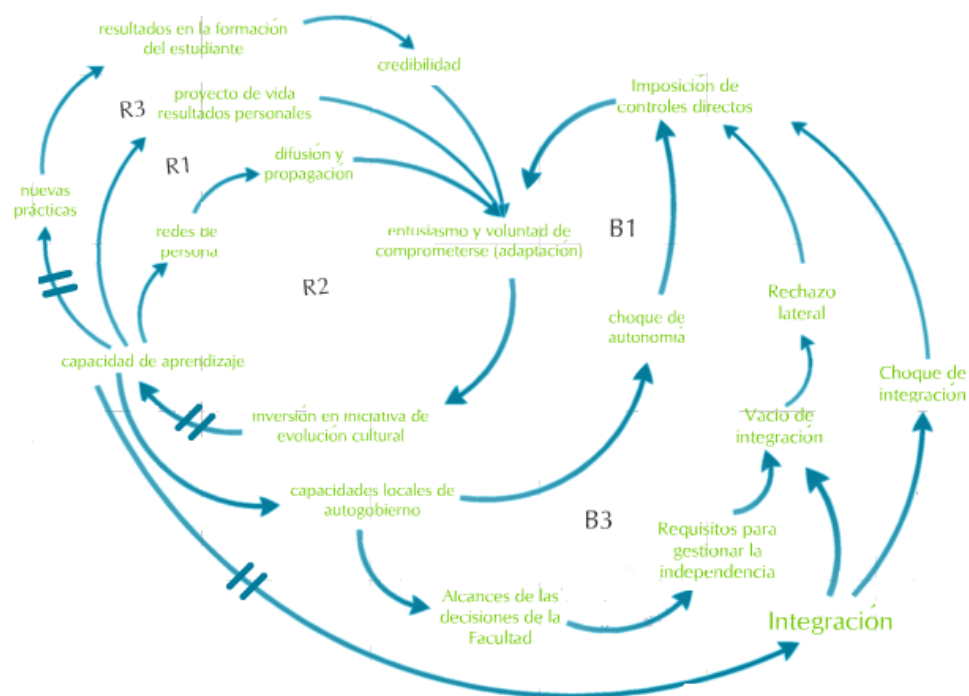 resultados en la formación
del estudiante
credibilidad
R3
proyecto de vida
resultados personales
Imposición de
controles directos
R1
difusión y
propagación
nuevas
prácticas
redes de
persona
entusiasmo y voluntad de
comprometerse (adaptación)
B1
R2
Rechazo
lateral
choque de
autonomía
capacidad de aprendizaje
Choque de
integración
inversión en iniciativa de
evolución cultural
Vacío de
integración
capacidades locales de
autogobierno
B3
Requisitos para
gestionar la
independencia
Alcances de las
decisiones de la
Facultad
Integración